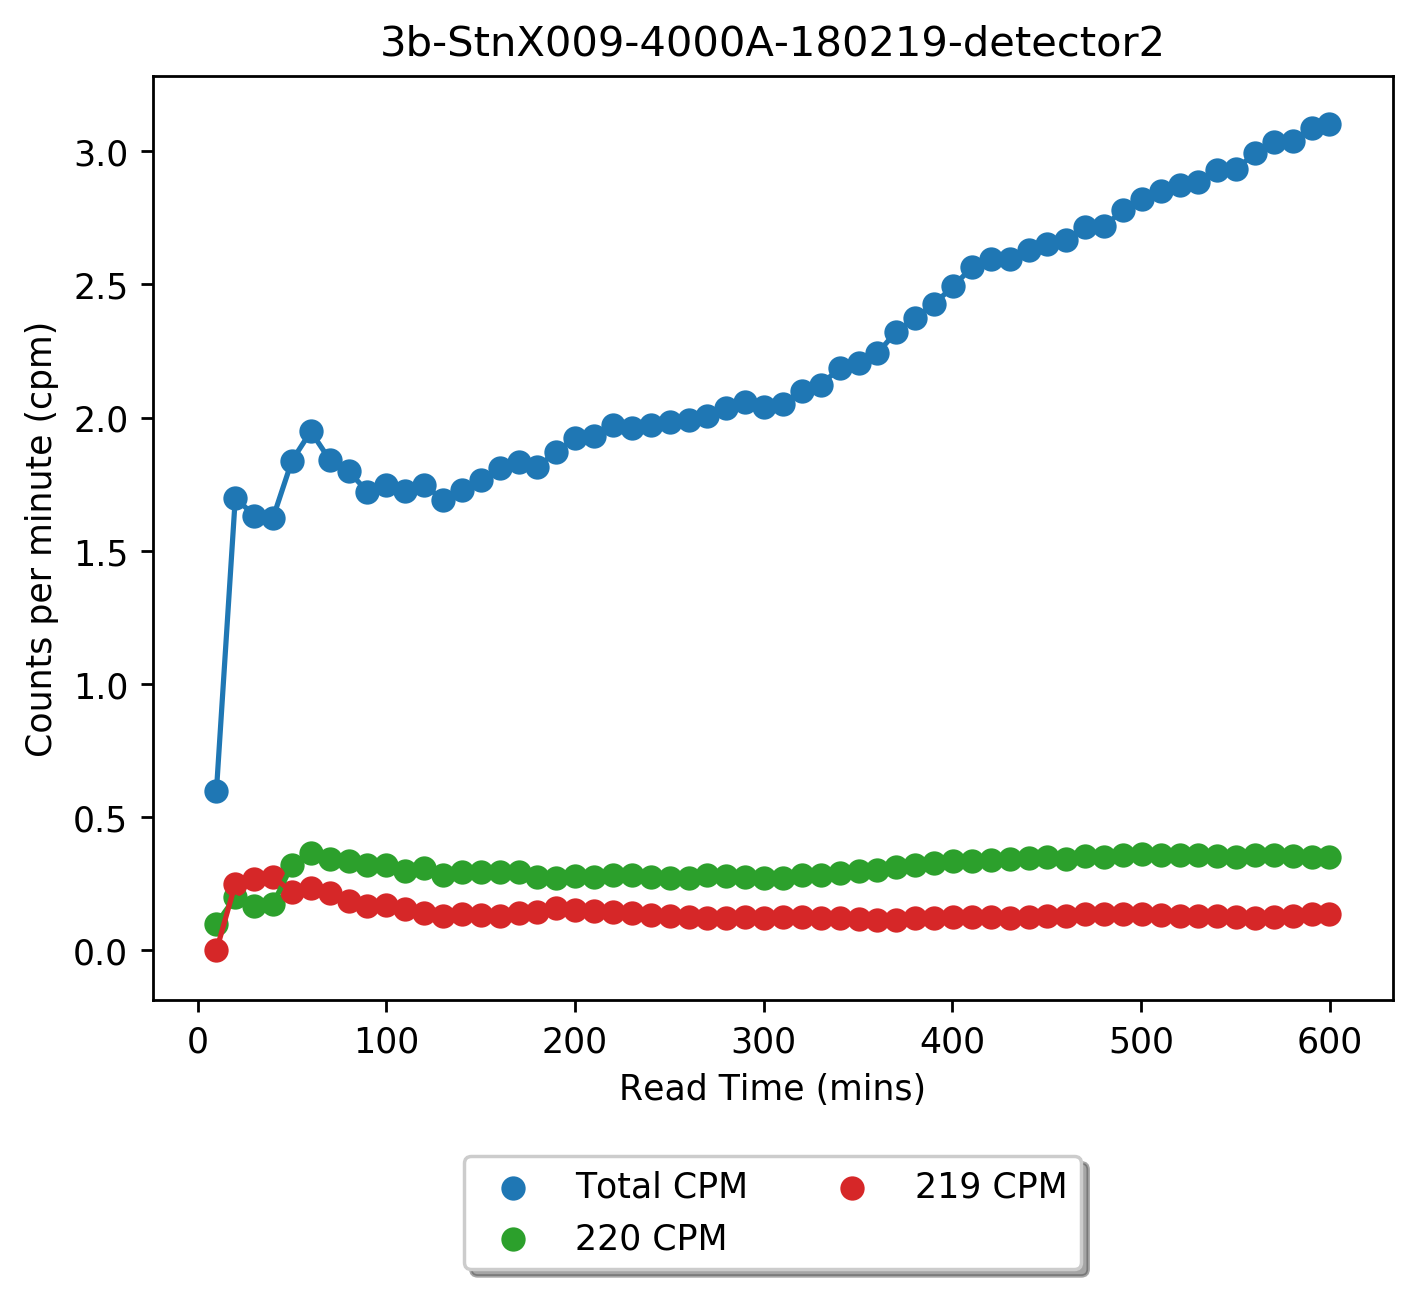 3b-StnX009-4000A-180219-detector2
Counts per minute (cpm)
3.0
2.5
2.0
1.5
1.0
0.5
0.0
0 100 200 300 400 500 600
Read Time (mins)
Total CPM 219 CPM
220 CPM